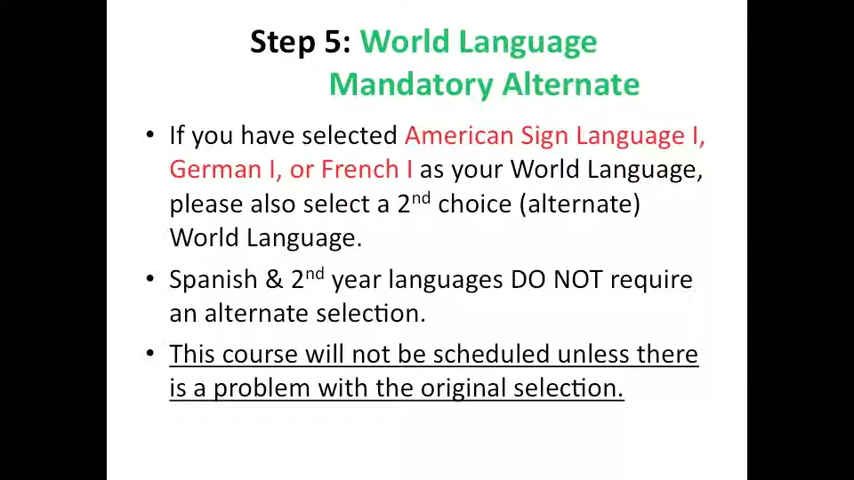 Step 5: World Language
Mandatory Alternate
• If you have selected American Sign Language I,
German I, or French I as your World Language,
please also select a 2nd choice (alternate)
World Language.
• Spanish & 2nd year languages DO NOT require
an alternate selection.
• This course will not be scheduled unless there
is a problem with the original selection.